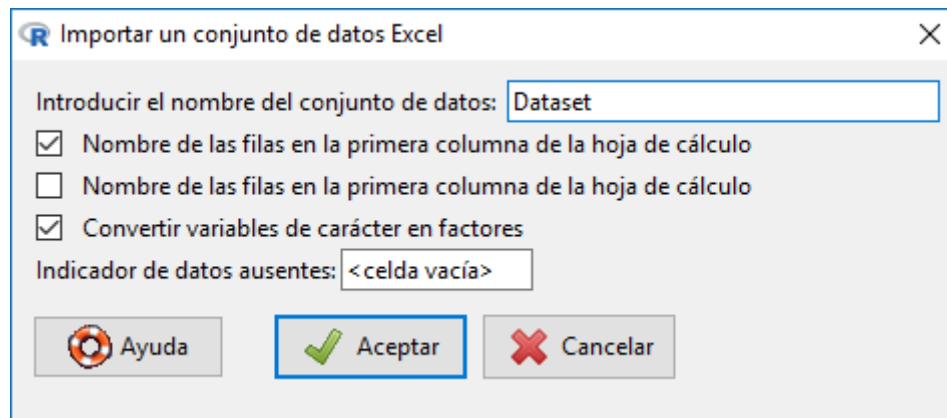 Importar un conjunto de datos Excel
Introducir el nombre del conjunto de datos: Dataset
Nombre de las filas en la primera columna de la hoja de cálculo
Nombre de las filas en la primera columna de la hoja de cálculo
Convertir variables de carácter en factores
Indicador de datos ausentes: <celda vacía>
Ayuda Aceptar Cancelar